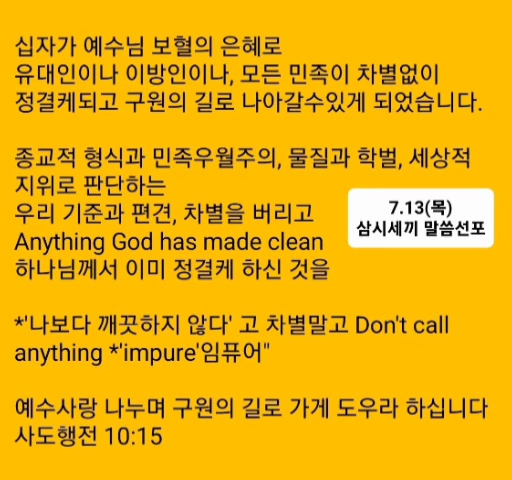 십자가 예수님 보혈의 은혜로
유대인이나 이방인이나, 모든 민족이 차별없이
정결케되고 구원의 길로 나아갈수있게 되었습니다.
종교적 형식과 민족우월주의, 물질과 학벌, 세상적
지위로 판단하는
우리 기준과 편견, 차별을 버리고
Anything God has made clean
하나님께서 이미 정결케 하신 것을
7.13(목)
삼시세끼 말씀선포
*'나보다 깨끗하지 않다' 고 차별말고 Don't call
anything *'impure'임퓨어"
예수사랑 나누며 구원의 길로 가게 도우라 하십니다
사도행전 10:15